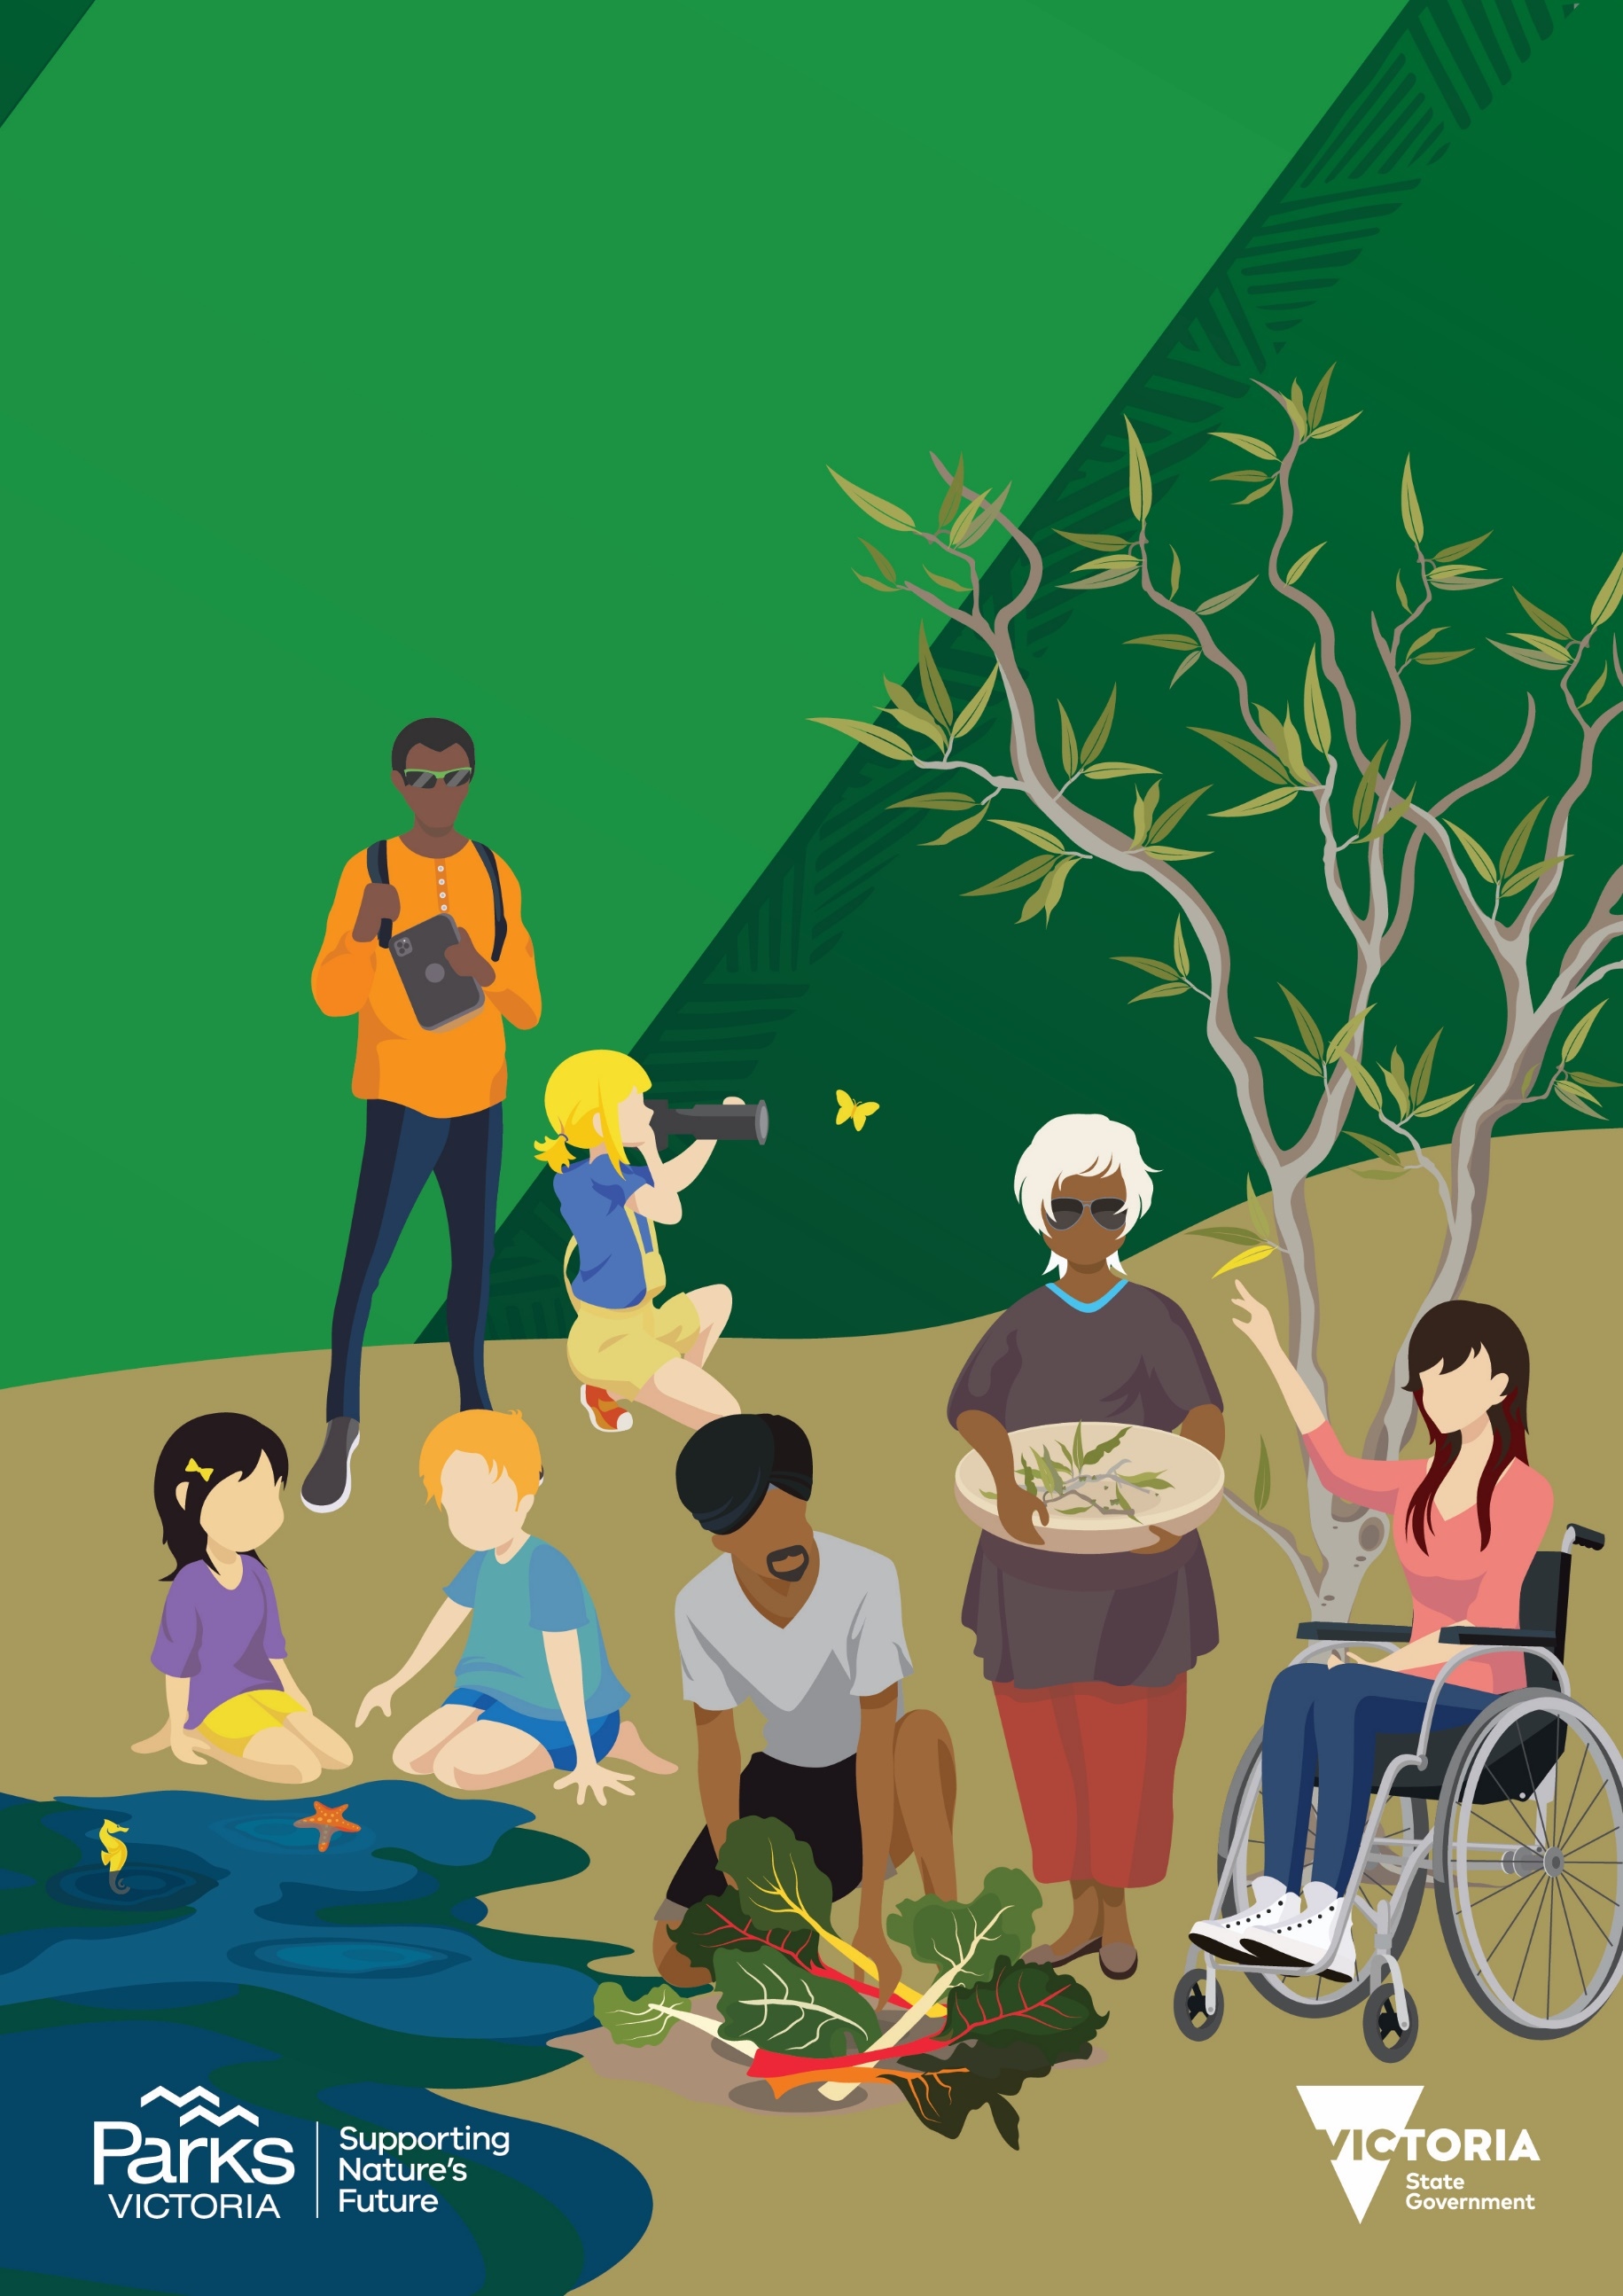 Parks
VICTORIA
Supporting
Nature's
Future
VICTORIA
State
Government